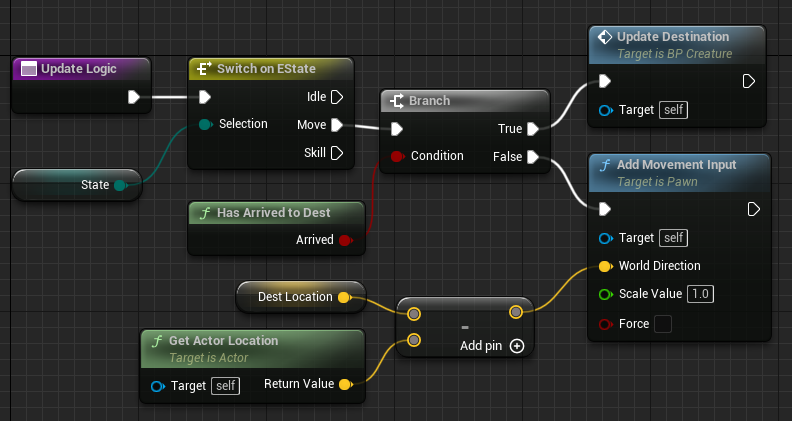 Update Logic
Switch on EState
Idle
Selection
Move
Skill
State
Branch
True
Condition
False
Update Destination
Target is BP Creature
Target self
Has Arrived to Dest
Arrived
Add Movement Input
Target is Pawn
Target self
World Direction
Scale Value 1.0
Force
Dest Location
-
Add pin
Get Actor Location
Target is Actor
Target self
Return Value